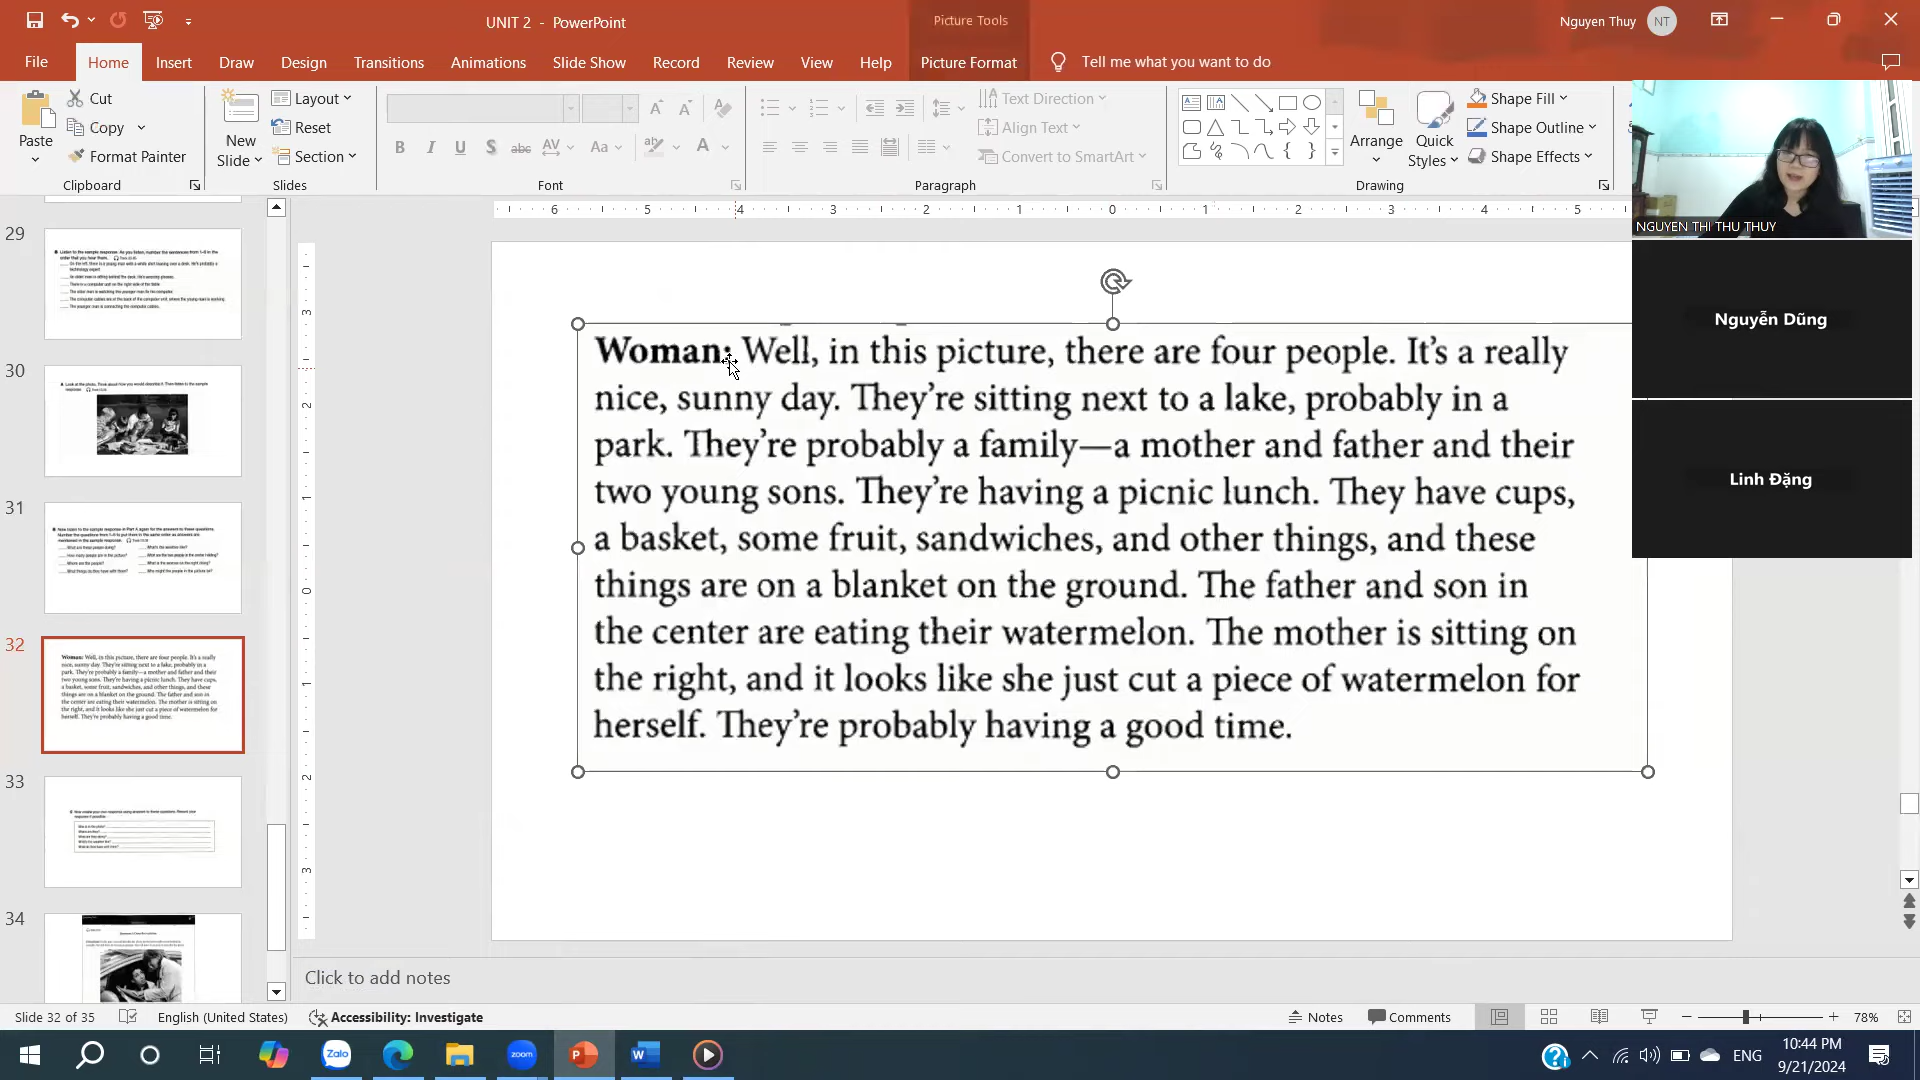 UNIT 2 - PowerPoint
Picture Tools
Nguyen Thuy
NT
File
Home
Insert
Draw
Design
Transitions
Animations
Slide Show
Record
Review
View
Help
Picture Format
Tell me what you want to do
Paste
Cut
Copy
Format Painter
Clipboard
New Slide
Layout
Reset
Section
Slides
Font
Text Direction
Align Text
Convert to SmartArt
Paragraph
Arrange
Quick Styles
Shape Fill
Shape Outline
Shape Effects
Drawing
NGUYEN THI THU THUY
Nguyễn Dũng
Linh Đặng
29
30
31
32
33
34
Woman: Well, in this picture, there are four people. It's a really
nice, sunny day. They're sitting next to a lake, probably in a
park. They're probably a family—a mother and father and their
two young sons. They're having a picnic lunch. They have cups,
a basket, some fruit, sandwiches, and other things, and these
things are on a blanket on the ground. The father and son in
the center are eating their watermelon. The mother is sitting on
the right, and it looks like she just cut a piece of watermelon for
herself. They're probably having a good time.
Click to add notes
Slide 32 of 35
English (United States)
Accessibility: Investigate
Notes
Comments
78%
Zalo
zoom
ENG
10:44 PM
9/21/2024